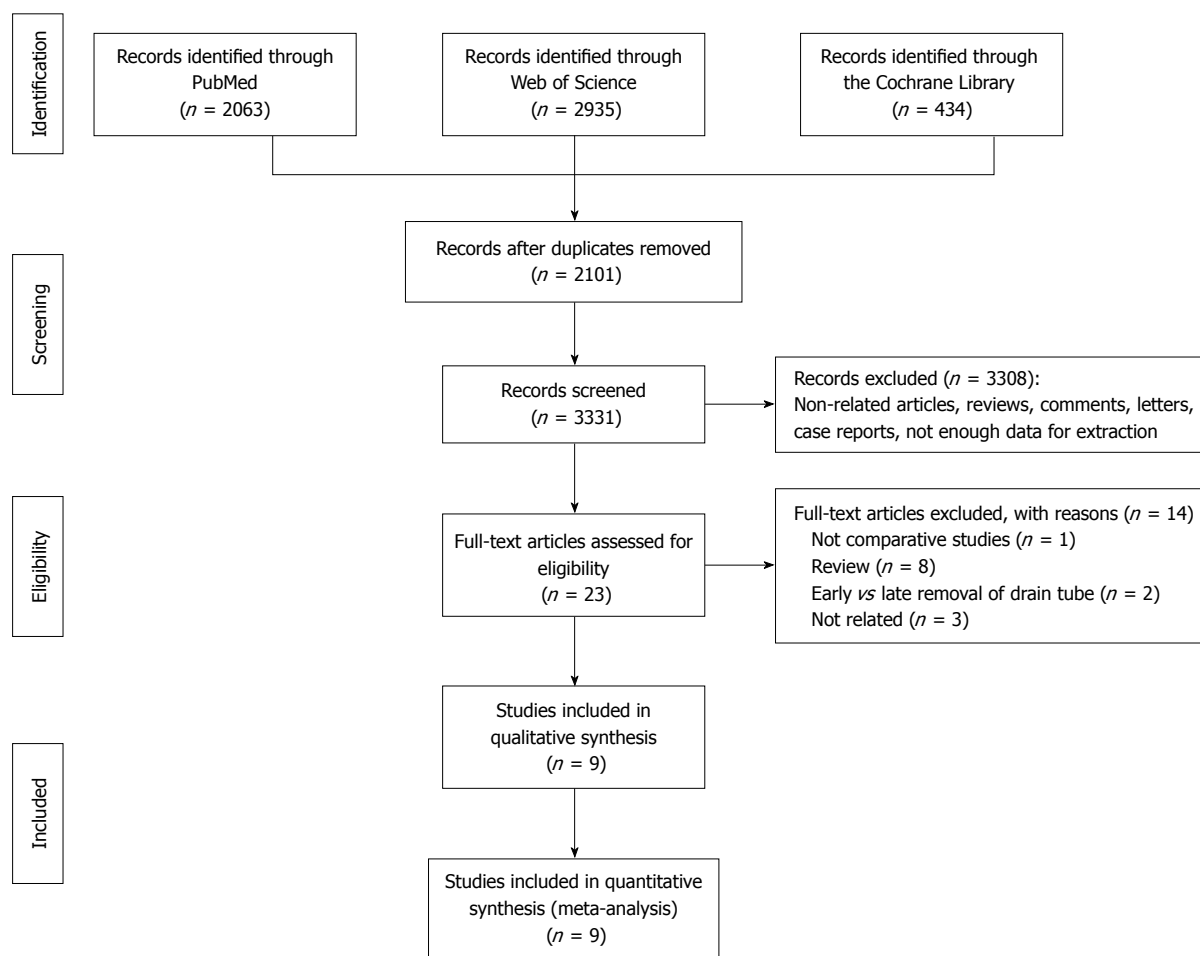 Identification
Records identified through
PubMed
(n = 2063)
Records identified through
Web of Science
(n = 2935)
Records identified through
the Cochrane Library
(n = 434)
Screening
Records after duplicates removed
(n = 2101)
Records screened
(n = 3331)
Records excluded (n = 3308):
Non-related articles, reviews, comments, letters,
case reports, not enough data for extraction
Eligibility
Full-text articles assessed for
eligibility
(n = 23)
Full-text articles excluded, with reasons (n = 14)
Not comparative studies (n = 1)
Review (n = 8)
Early vs late removal of drain tube (n = 2)
Not related (n = 3)
Included
Studies included in
qualitative synthesis
(n = 9)
Studies included in quantitative
synthesis (meta-analysis)
(n = 9)